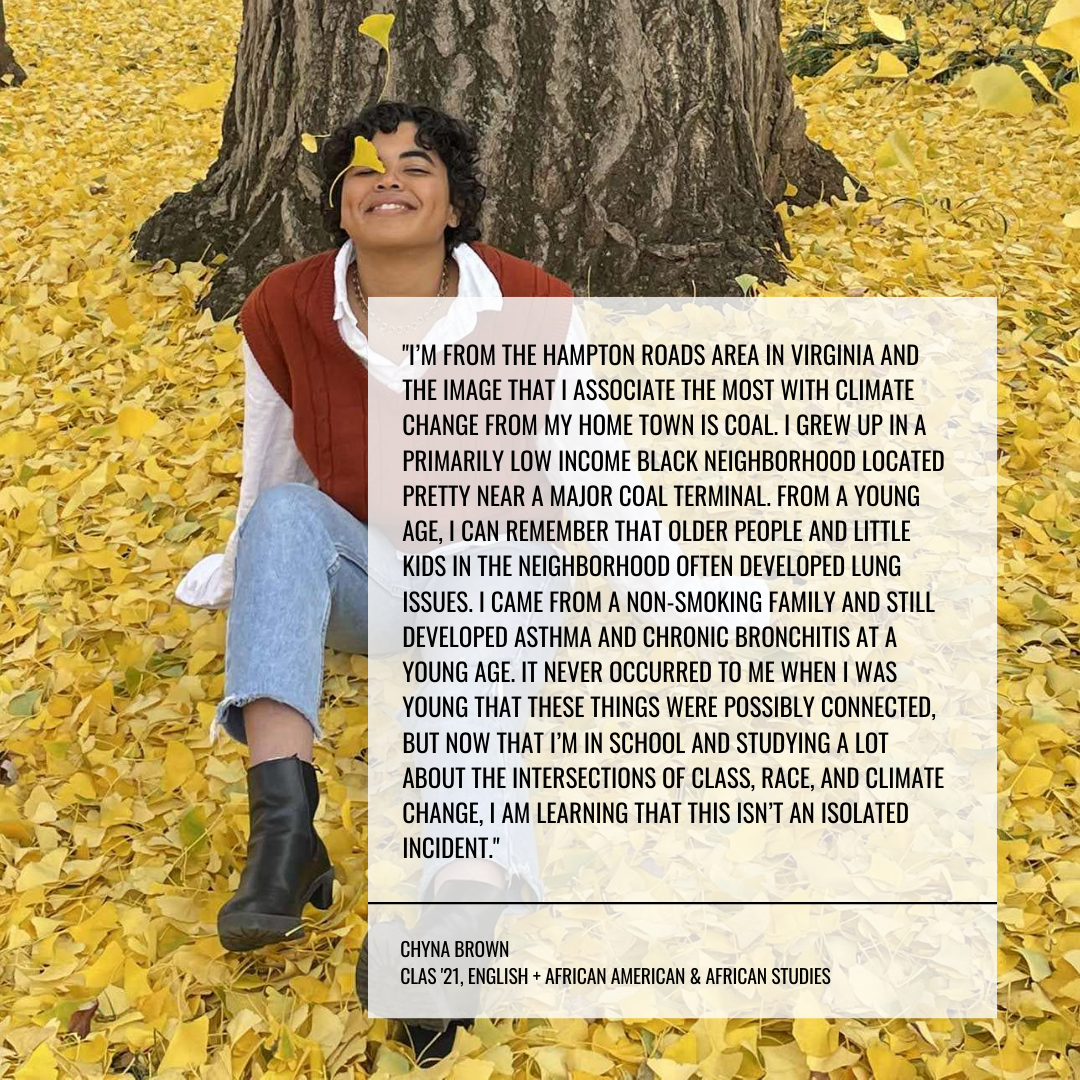 "I'M FROM THE HAMPTON ROADS AREA IN VIRGINIA AND
THE IMAGE THAT I ASSOCIATE THE MOST WITH CLIMATE
CHANGE FROM MY HOME TOWN IS COAL. I GREW UP IN A
PRIMARILY LOW INCOME BLACK NEIGHBORHOOD LOCATED
PRETTY NEAR A MAJOR COAL TERMINAL. FROM A YOUNG
AGE, I CAN REMEMBER THAT OLDER PEOPLE AND LITTLE
KIDS IN THE NEIGHBORHOOD OFTEN DEVELOPED LUNG
ISSUES. I CAME FROM A NON-SMOKING FAMILY AND STILL
DEVELOPED ASTHMA AND CHRONIC BRONCHITIS AT A
YOUNG AGE. IT NEVER OCCURRED TO ME WHEN I WAS
YOUNG THAT THESE THINGS WERE POSSIBLY CONNECTED,
BUT NOW THAT I'M IN SCHOOL AND STUDYING A LOT
ABOUT THE INTERSECTIONS OF CLASS, RACE, AND CLIMATE
CHANGE, I AM LEARNING THAT THIS ISN'T AN ISOLATED
INCIDENT."
CHYNA BROWN
CLAS '21, ENGLISH + AFRICAN AMERICAN & AFRICAN STUDIES